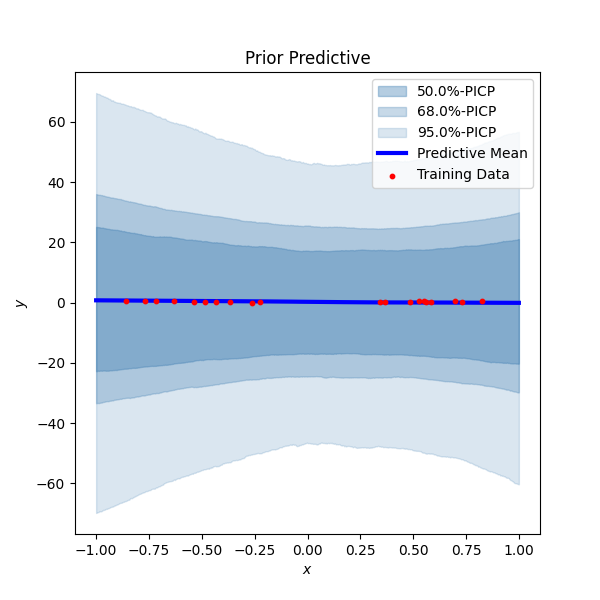 Prior Predictive
50.0%-PICP
68.0%-PICP
95.0%-PICP
Predictive Mean
Training Data
60
40
20
0
−20
−40
−60
y
−1.00 −0.75 −0.50 −0.25 0.00 0.25 0.50 0.75 1.00
x